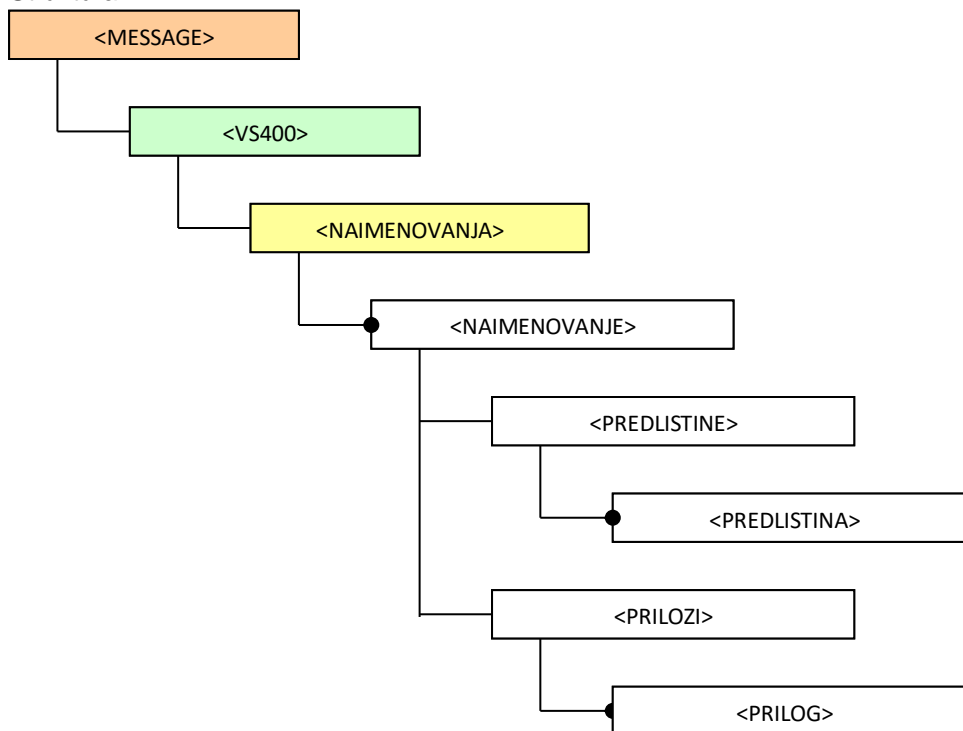 <MESSAGE>
<VS400>
<NAIMENOVANJA>
<NAIMENOVANJE>
<PREDLISTINE>
<PREDLISTINA>
<PRILOZI>
<PRILOG>